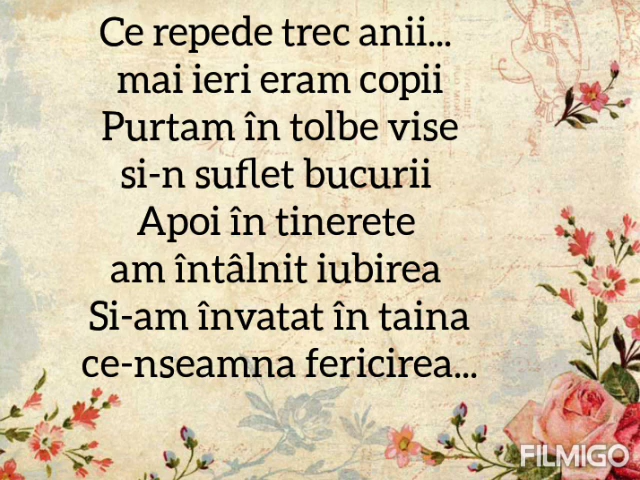 Ce repede trec anii...
mai ieri eram copii
Purtam în tolbe vise
si-n suflet bucurii
Apoi în tinerete
am întâlnit iubirea
Si-am învatat în taina
ce-nseamna fericirea...
FILMIGO